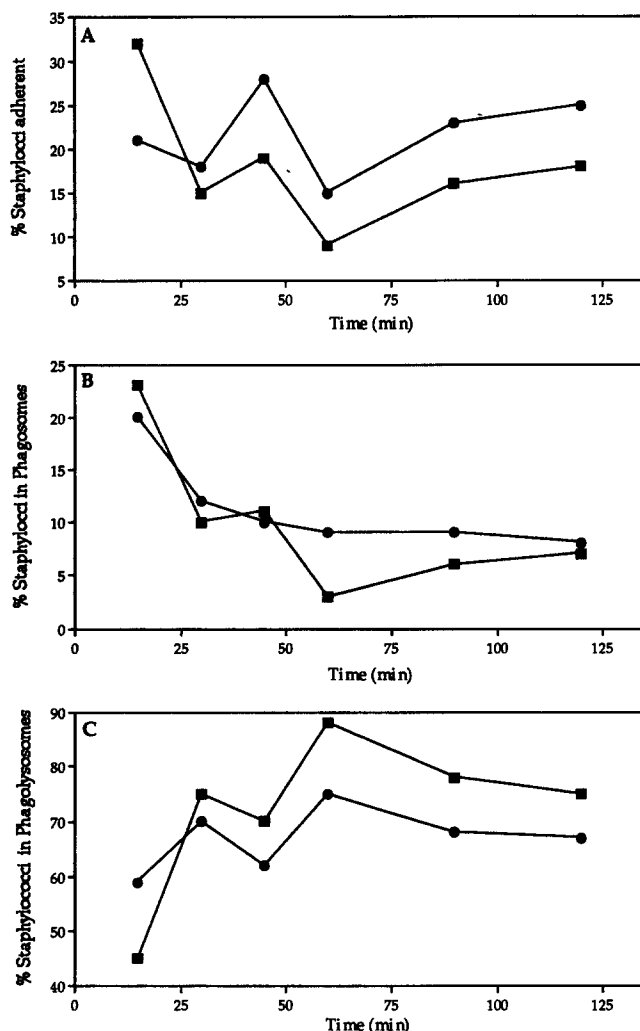 A
% Staphylocci adherent
35
30
25
20
15
10
5
0 25 50 75 100 125
Time (min)
B
% Staphylocci in Phagosomes
25
20
15
10
5
0
0 25 50 75 100 125
Time (min)
C
% Staphylococci in Phagolysosomes
90
80
70
60
50
40
0 25 50 75 100 125
Time (min)